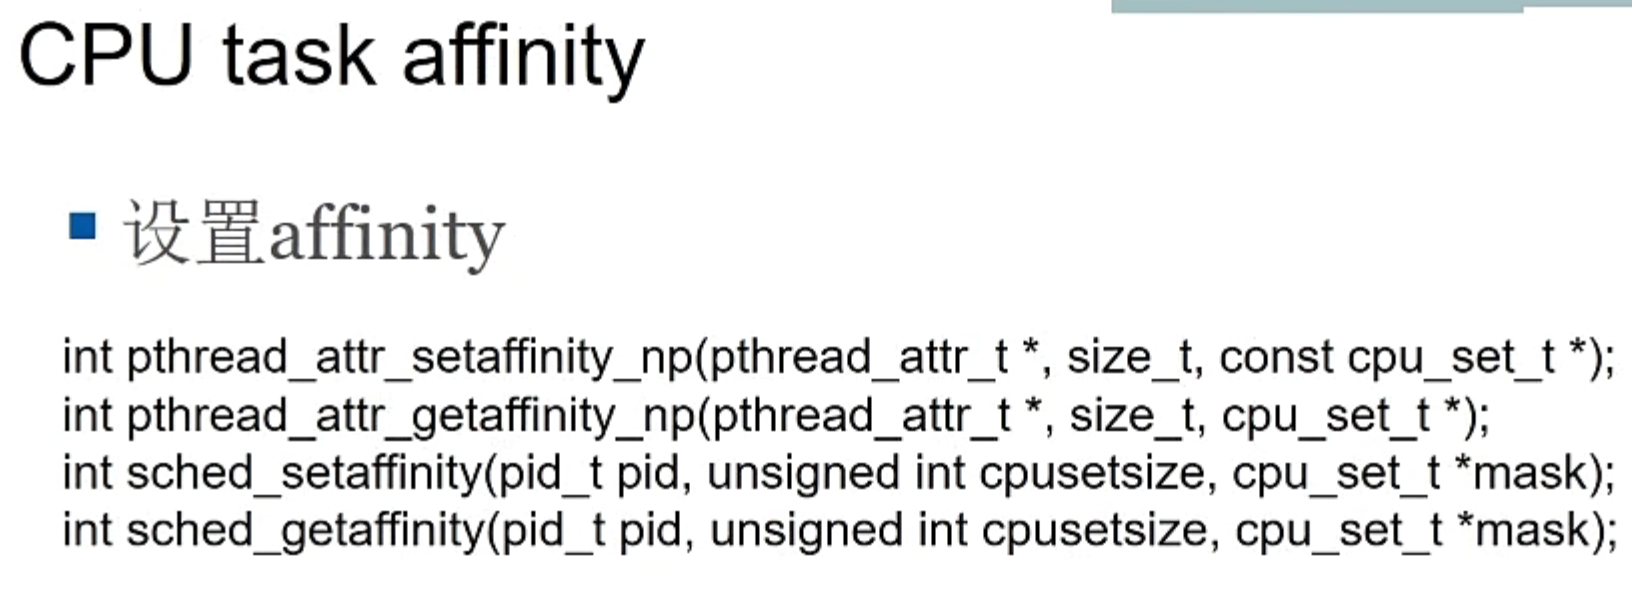 CPU task affinity
设置affinity
int pthread_attr_setaffinity_np(pthread_attr_t *, size_t, const cpu_set_t *);
int pthread_attr_getaffinity_np(pthread_attr_t *, size_t, cpu_set_t *);
int sched_setaffinity(pid_t pid, unsigned int cpusetsize, cpu_set_t *mask);
int sched_getaffinity(pid_t pid, unsigned int cpusetsize, cpu_set_t *mask);